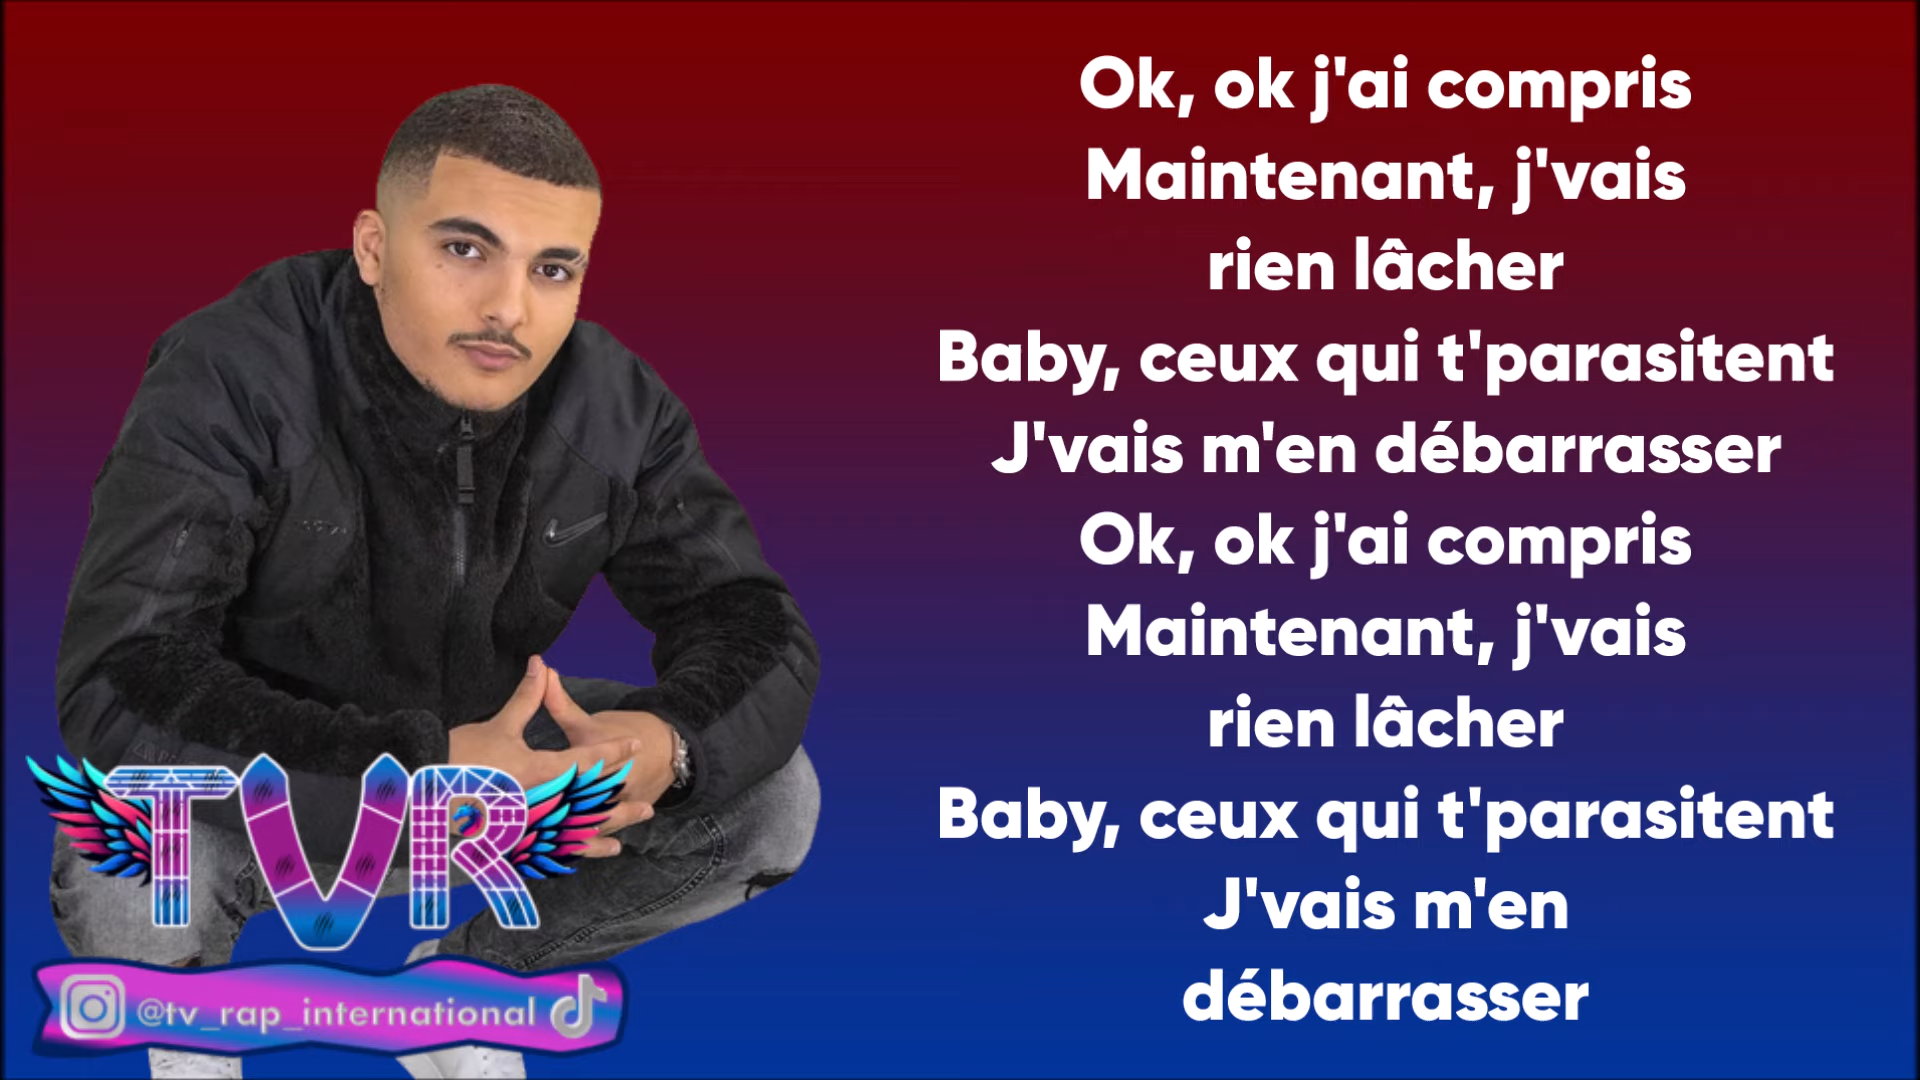 Ok, ok j'ai compris
Maintenant, j'vais
rien lâcher
Baby, ceux qui t'parasitent
J'vais m'en débarrasser
Ok, ok j'ai compris
Maintenant, j'vais
rien lâcher
Baby, ceux qui t'parasitent
J'vais m'en
débarrasser
TVR
@tv_rap_international